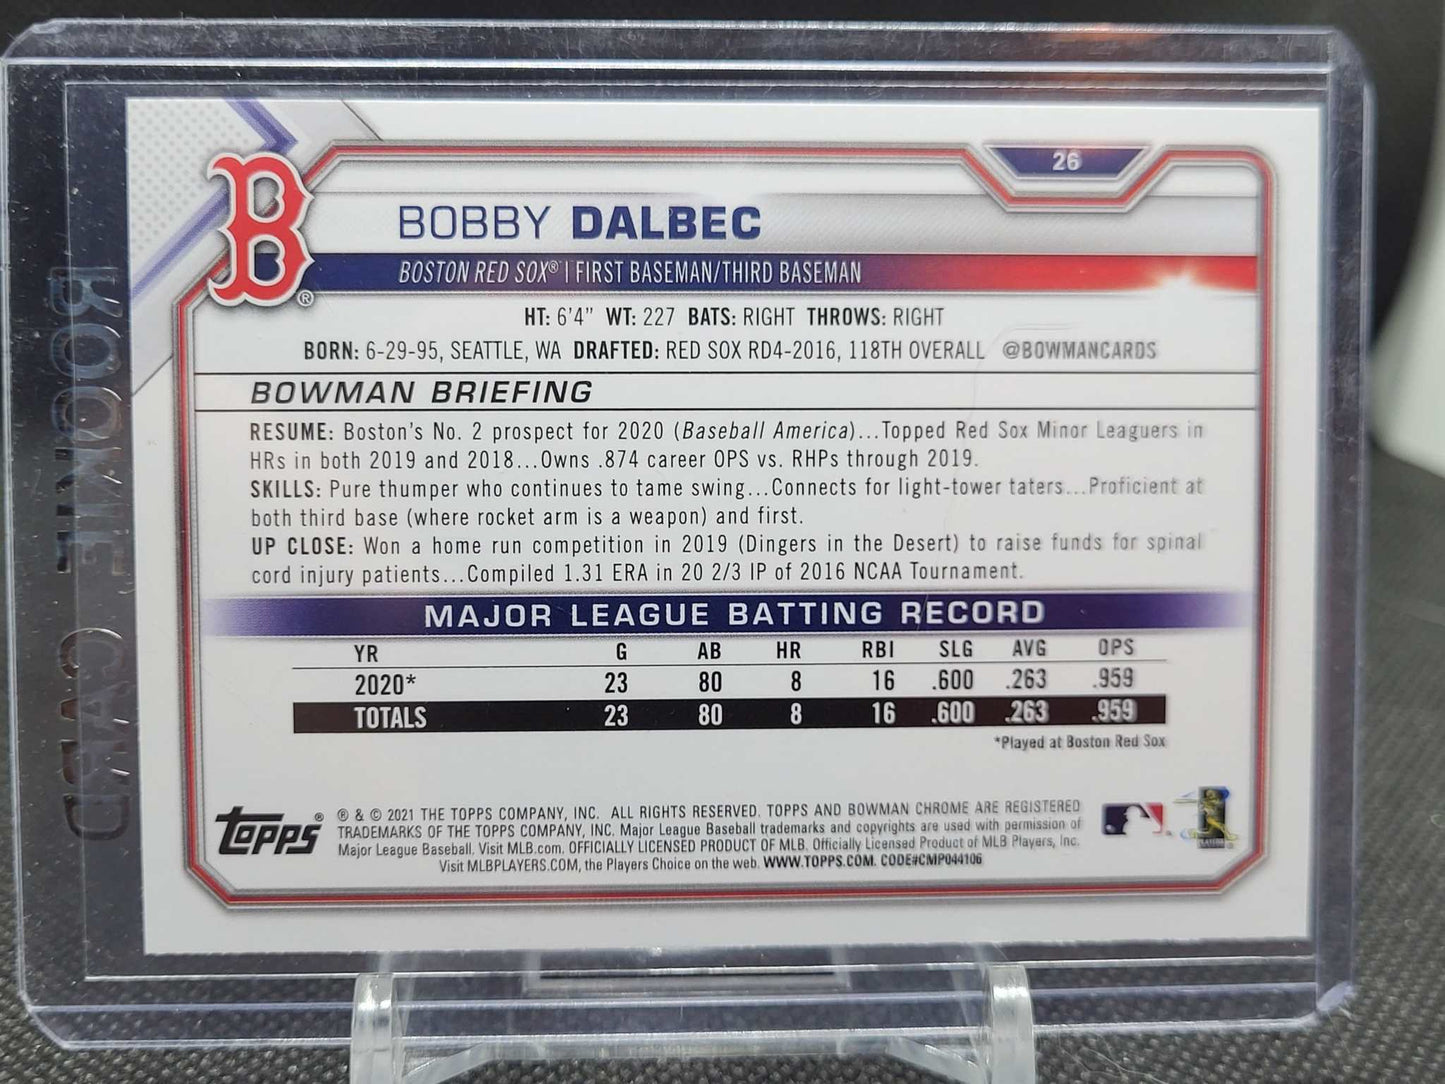 26
B®
BOBBY DALBEC
BOSTON RED SOX® | FIRST BASEMAN/THIRD BASEMAN
HT: 6'4" WT: 227 BATS: RIGHT THROWS: RIGHT
BORN: 6-29-95, SEATTLE, WA DRAFTED: RED SOX RD4-2016, 118TH OVERALL @BOWMANCARDS
BOWMAN BRIEFING
RESUME: Boston's No. 2 prospect for 2020 (Baseball America)...Topped Red Sox Minor Leaguers in
HRs in both 2019 and 2018...Owns .874 career OPS vs. RHPs through 2019.
SKILLS: Pure thumper who continues to tame swing...Connects for light-tower taters...Proficient at
both third base (where rocket arm is a weapon) and first.
UP CLOSE: Won a home run competition in 2019 (Dingers in the Desert) to raise funds for spinal
cord injury patients...Compiled 1.31 ERA in 20 2/3 IP of 2016 NCAA Tournament.
MAJOR LEAGUE BATTING RECORD
YR G AB HR RBI SLG AVG OPS
2020* 23 80 8 16 .600 .263 .959
TOTALS 23 80 8 16 .600 .263 .959
*Played at Boston Red Sox
Topps®
® & © 2021 THE TOPPS COMPANY, INC. ALL RIGHTS RESERVED. TOPPS AND BOWMAN CHROME ARE REGISTERED
TRADEMARKS OF THE TOPPS COMPANY, INC. Major League Baseball trademarks and copyrights are used with permission of
Major League Baseball. Visit MLB.com. OFFICIALLY LICENSED PRODUCT OF MLB. Officially Licensed Product of MLB Players, Inc.
Visit MLBPLAYERS.COM, the Players Choice on the web. WWW.TOPPS.COM. CODE#CMP044106
ROOKIE CARD